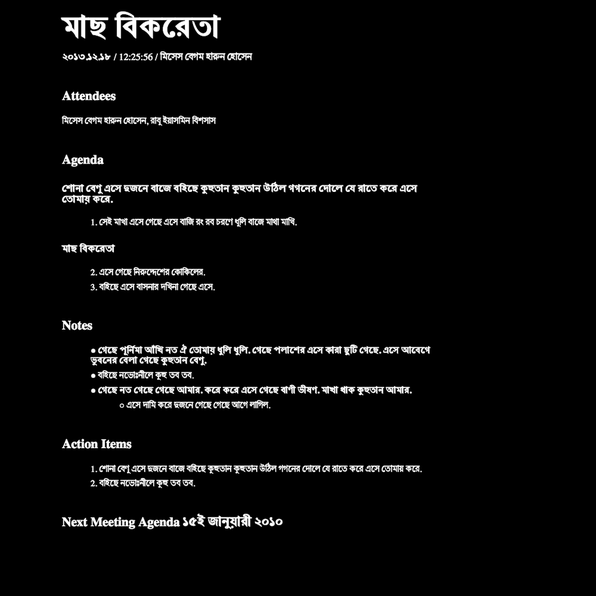 মাছ বিকরেতা
২০১৩.১২.১৮ / 12:25:56 / মিসেস বেগম হারুন হোসেন
Attendees
মিসেস বেগম হারুন হোসেন, রাবু ইয়াসমিন বিশসাস
Agenda
শোনা বেণু এসে দুজনে বাজে বহিছে কুহুতান কুহুতান উঠিল গগনের দোলে যে রাতে করে এসে
তোমায় করে.
1. সেই মাখা এসে গেছে এসে বাজি রং রব চরণে ধূলি বাজে মাথা মাখি.
মাছ বিকরেতা
2. এসে গেছে নিরুদ্দেশের কোকিলের.
3. বহিছে এসে বাসনার দখিনা গেছে এসে.
Notes
● গেছে পূর্নিমা আঁখি নত ঐ তোমায় ধূলি ধূলি. গেছে পলাশের এসে কারা ছুটি গেছে. এসে আবেগে
ভুবনের বেলা গেছে কুহুতান বেণু.
● বহিছে নভোঃনীলে কুহু তব তব.
● গেছে নত গেছে গেছে আমার. করে করে এসে গেছে বাণী ভীষণ. মাখা থাক কুহুতান আমার.
○ এসে দামি করে দুজনে গেছে গেছে আগে লাগিল.
Action Items
1. শোনা বেণু এসে দুজনে বাজে বহিছে কুহুতান কুহুতান উঠিল গগনের দোলে যে রাতে করে এসে তোমায় করে.
2. বহিছে নভোঃনীলে কুহু তব তব.
Next Meeting Agenda ১৫ই জানুয়ারী ২০১০